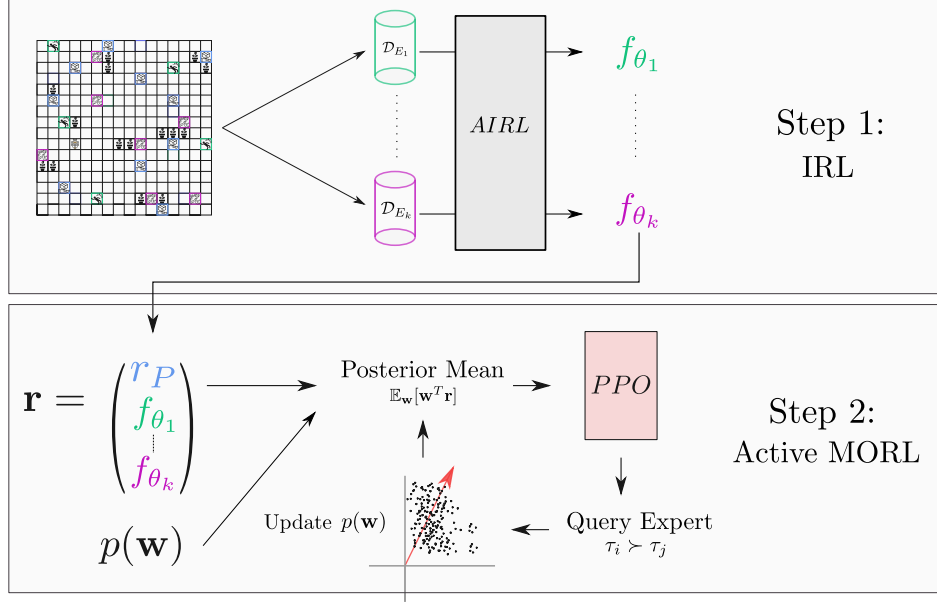 𝒟_{E_1}
f_{θ_1}
AIRL
Step 1:
IRL
𝒟_{E_k}
f_{θ_k}
r = (r_P f_{θ_1} f_{θ_k})
Posterior Mean
𝔼_w[w^T r]
PPO
Step 2:
Active MORL
Update p(w)
Query Expert
τ_i ≻ τ_j
p(w)